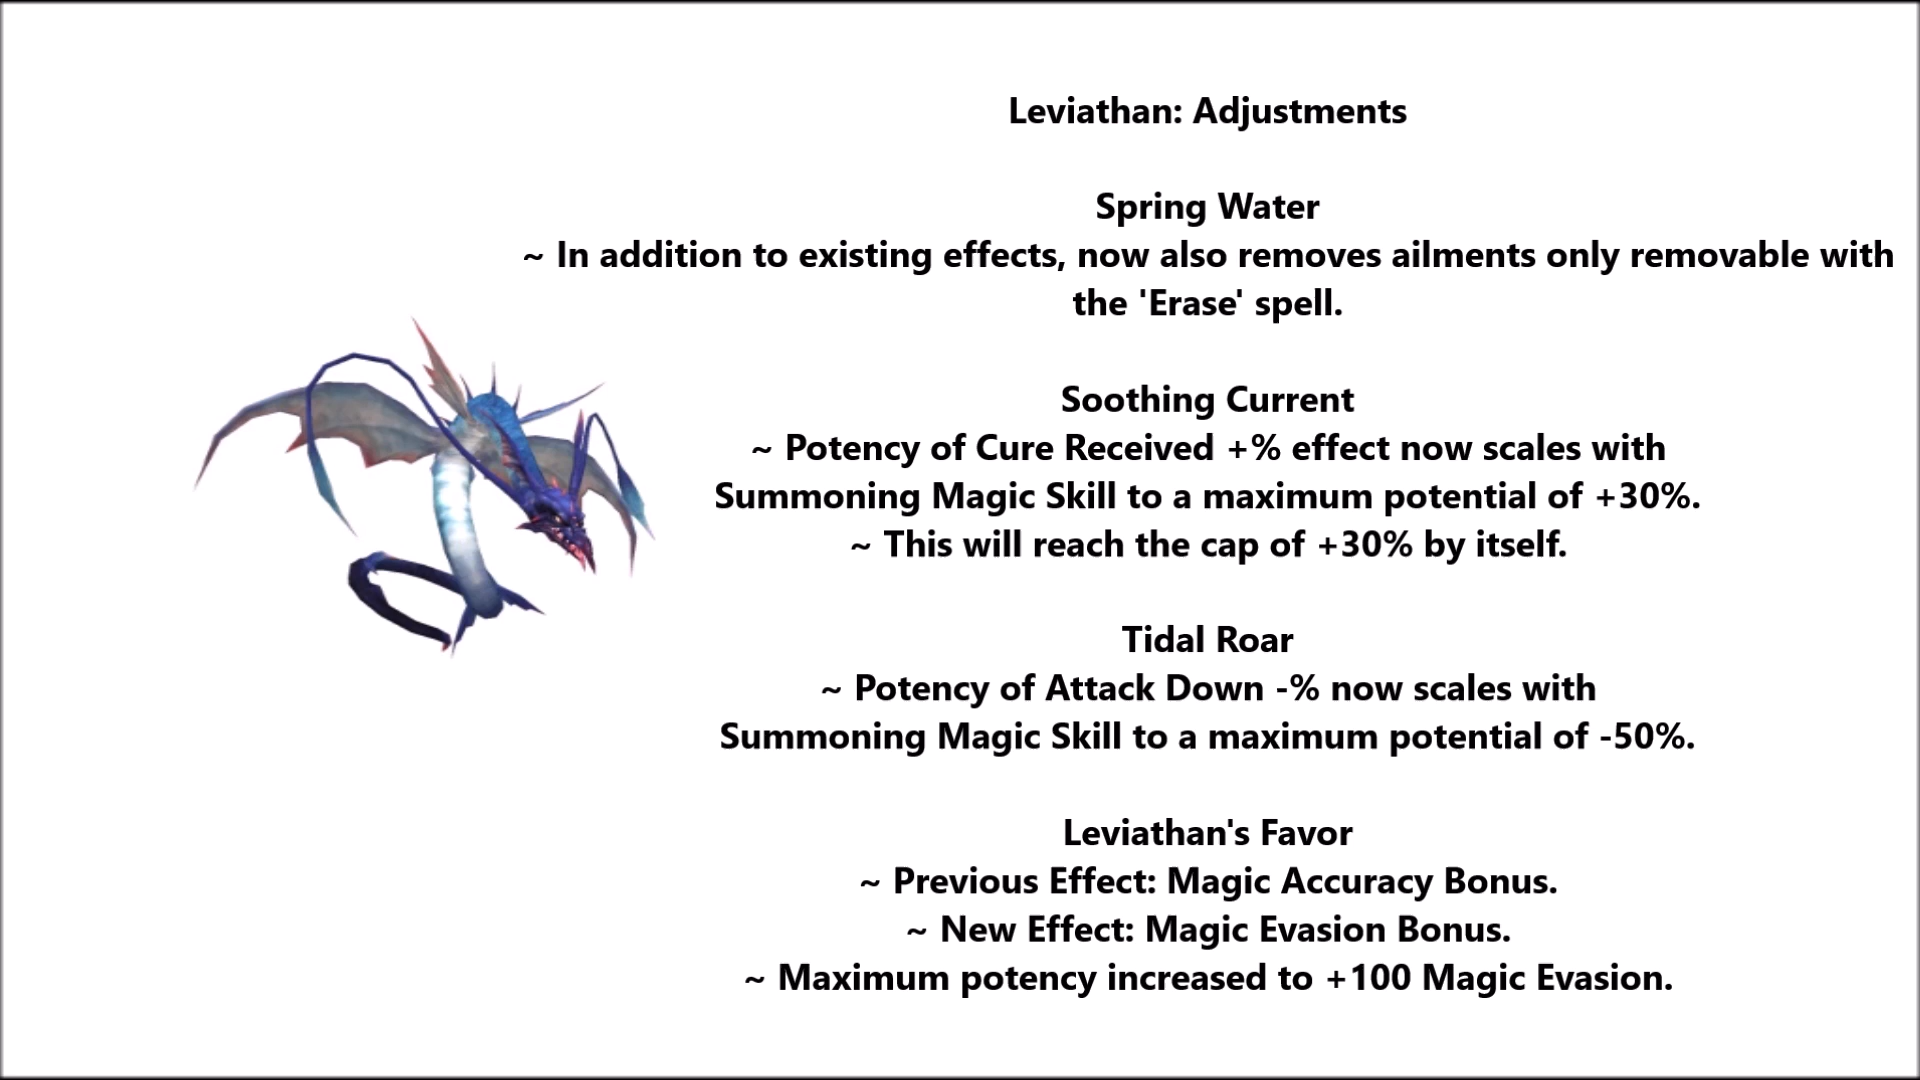 Leviathan: Adjustments
Spring Water
~ In addition to existing effects, now also removes ailments only removable with
the 'Erase' spell.
Soothing Current
~ Potency of Cure Received +% effect now scales with
Summoning Magic Skill to a maximum potential of +30%.
~ This will reach the cap of +30% by itself.
Tidal Roar
~ Potency of Attack Down -% now scales with
Summoning Magic Skill to a maximum potential of -50%.
Leviathan's Favor
~ Previous Effect: Magic Accuracy Bonus.
~ New Effect: Magic Evasion Bonus.
~ Maximum potency increased to +100 Magic Evasion.